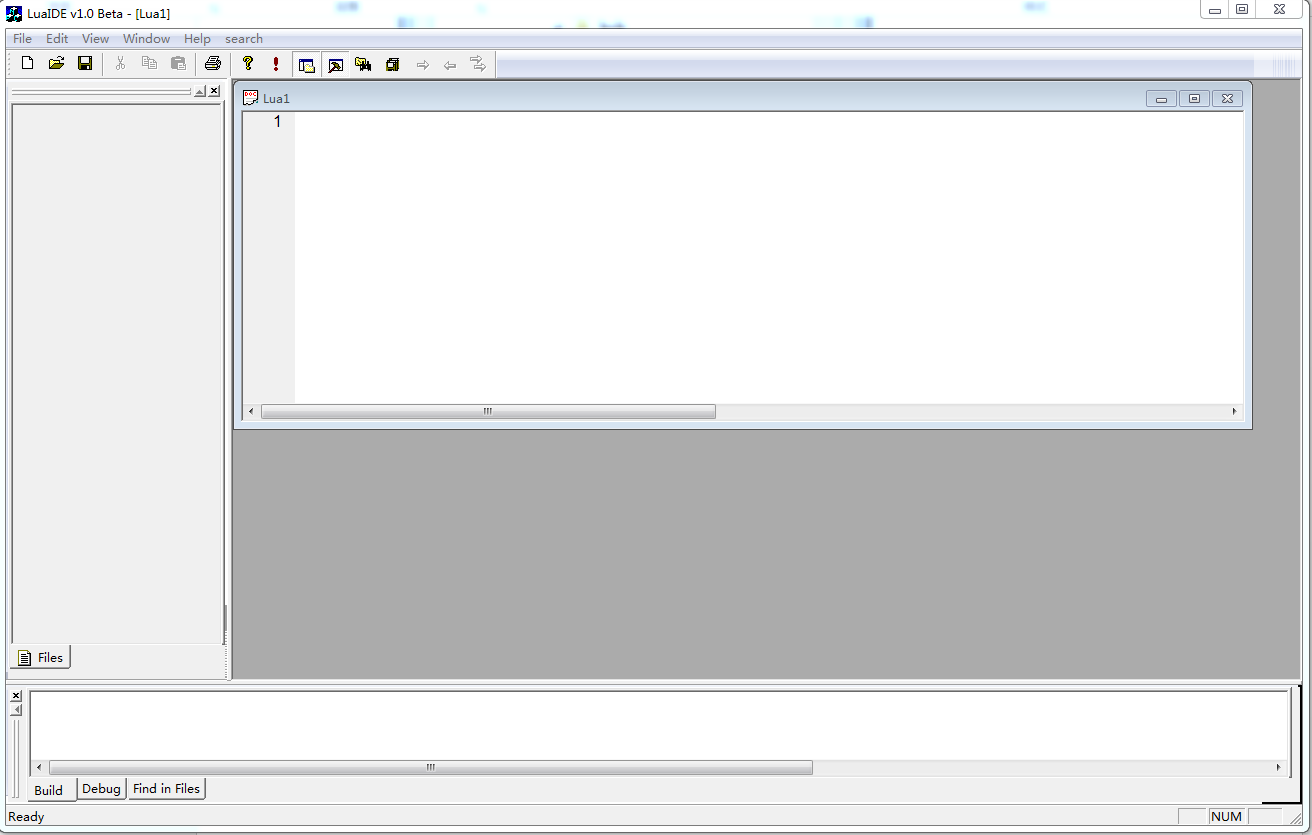 LuaIDE v1.0 Beta - [Lua1]
File Edit View Window Help search
Lua1
1
Files
Build Debug Find in Files
Ready NUM